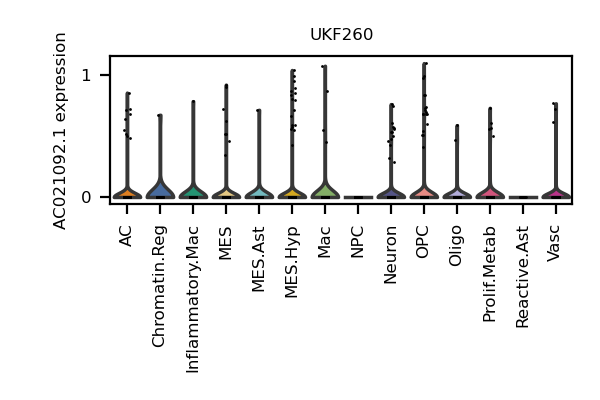 UKF260
AC021092.1 expression
1
0
AC
Chromatin.Reg
Inflammatory.Mac
MES
MES.Ast
MES.Hyp
Mac
NPC
Neuron
OPC
Oligo
Prolif.Metab
Reactive.Ast
Vasc